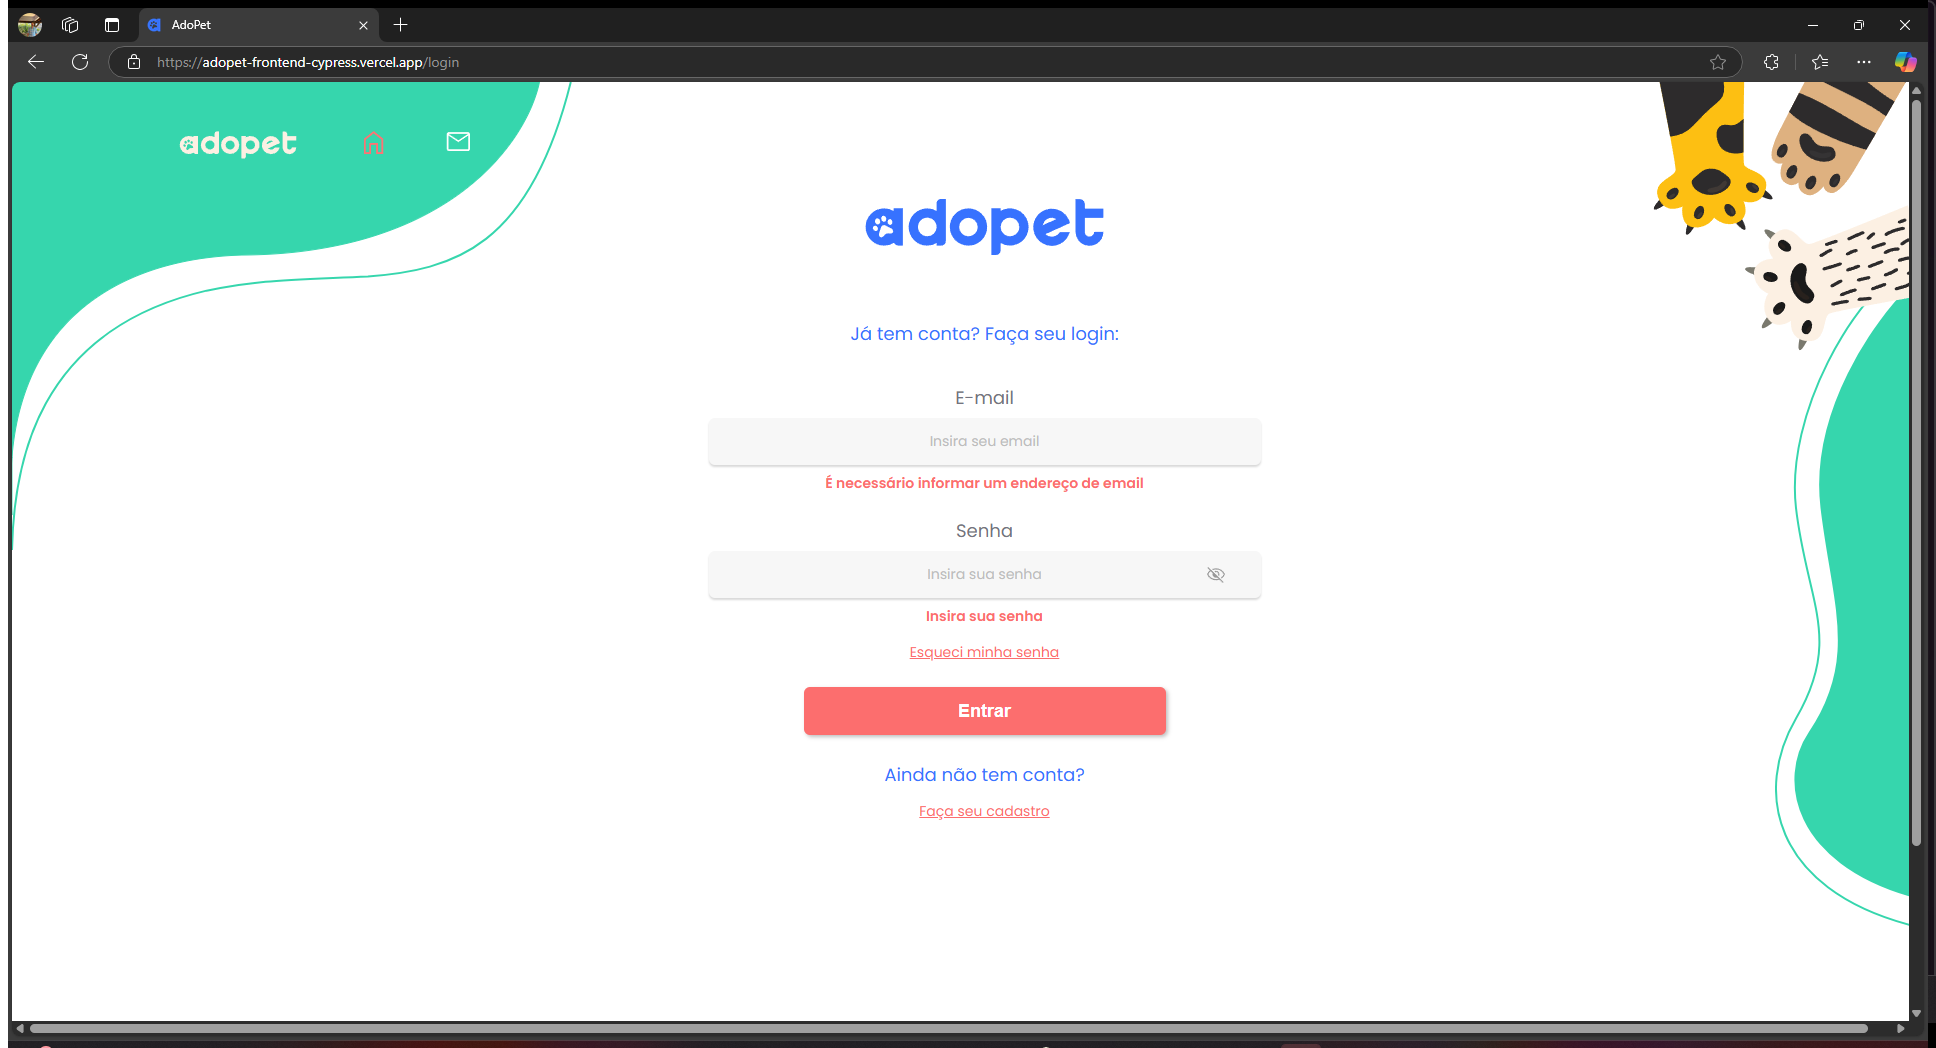 AdoPet
https://adopet-frontend-cypress.vercel.app/login
adopet
adopet
Já tem conta? Faça seu login:
E-mail
Insira seu email
É necessário informar um endereço de email
Senha
Insira sua senha
Insira sua senha
Esqueci minha senha
Entrar
Ainda não tem conta?
Faça seu cadastro